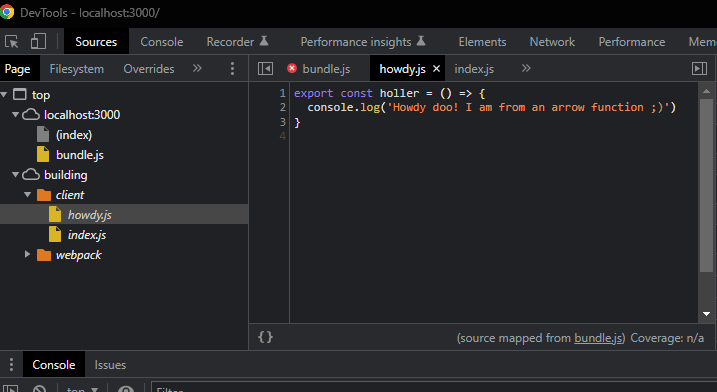 DevTools - localhost:3000/
Sources Console Recorder Performance insights Elements Network Performance Mem
Page Filesystem Overrides » bundle.js howdy.js × index.js »
top
localhost:3000
(index)
bundle.js
building
client
howdy.js
index.js
webpack
1 export const holler = () => {
2 console.log('Howdy doo! I am from an arrow function ;)')
3 }
4
{} (source mapped from bundle.js) Coverage: n/a
Console Issues
top Filter